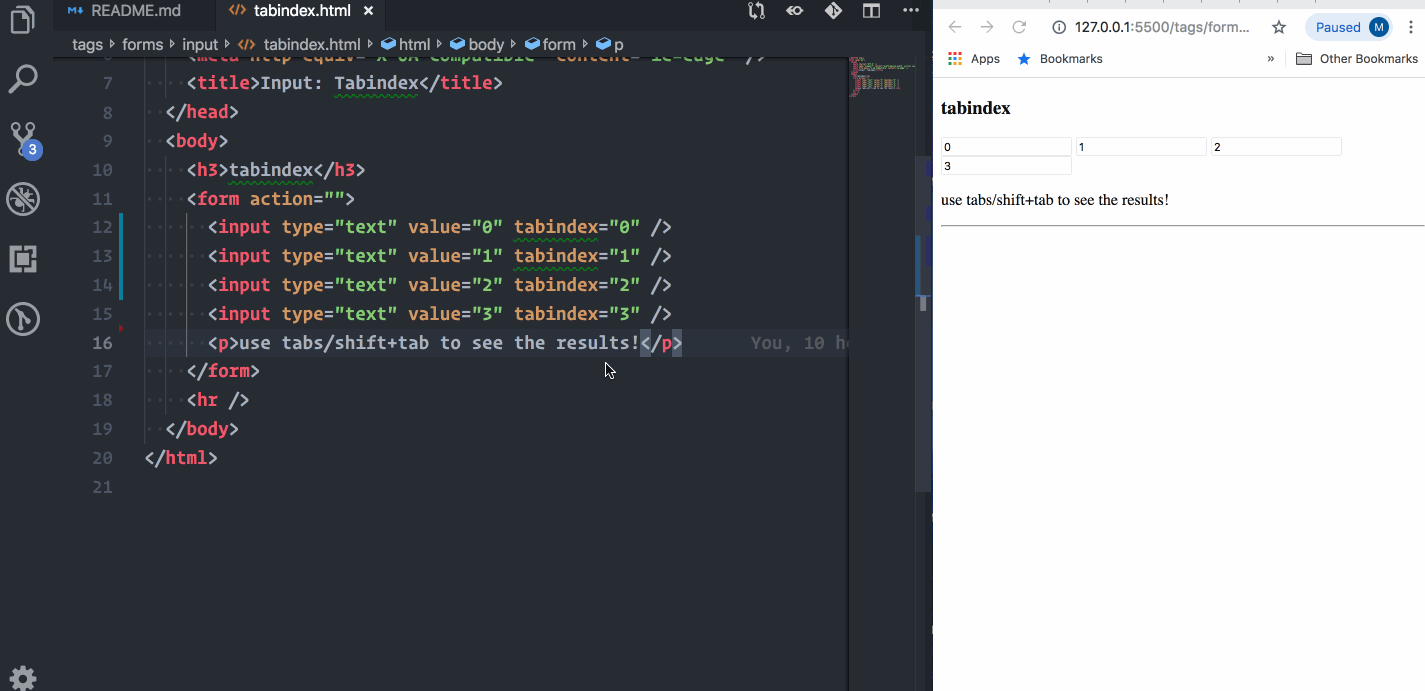 README.md
tabindex.html ×
tags forms input tabindex.html html body form p
7 <title>Input: Tabindex</title>
8 </head>
9 <body>
10 <h3>tabindex</h3>
11 <form action="">
12 <input type="text" value="0" tabindex="0" />
13 <input type="text" value="1" tabindex="1" />
14 <input type="text" value="2" tabindex="2" />
15 <input type="text" value="3" tabindex="3" />
16 <p>use tabs/shift+tab to see the results!</p> You, 10 h
17 </form>
18 <hr />
19 </body>
20 </html>
21
3
127.0.0.1:5500/tags/form... Paused M
Apps Bookmarks » Other Bookmarks
tabindex
0 1 2
3
use tabs/shift+tab to see the results!